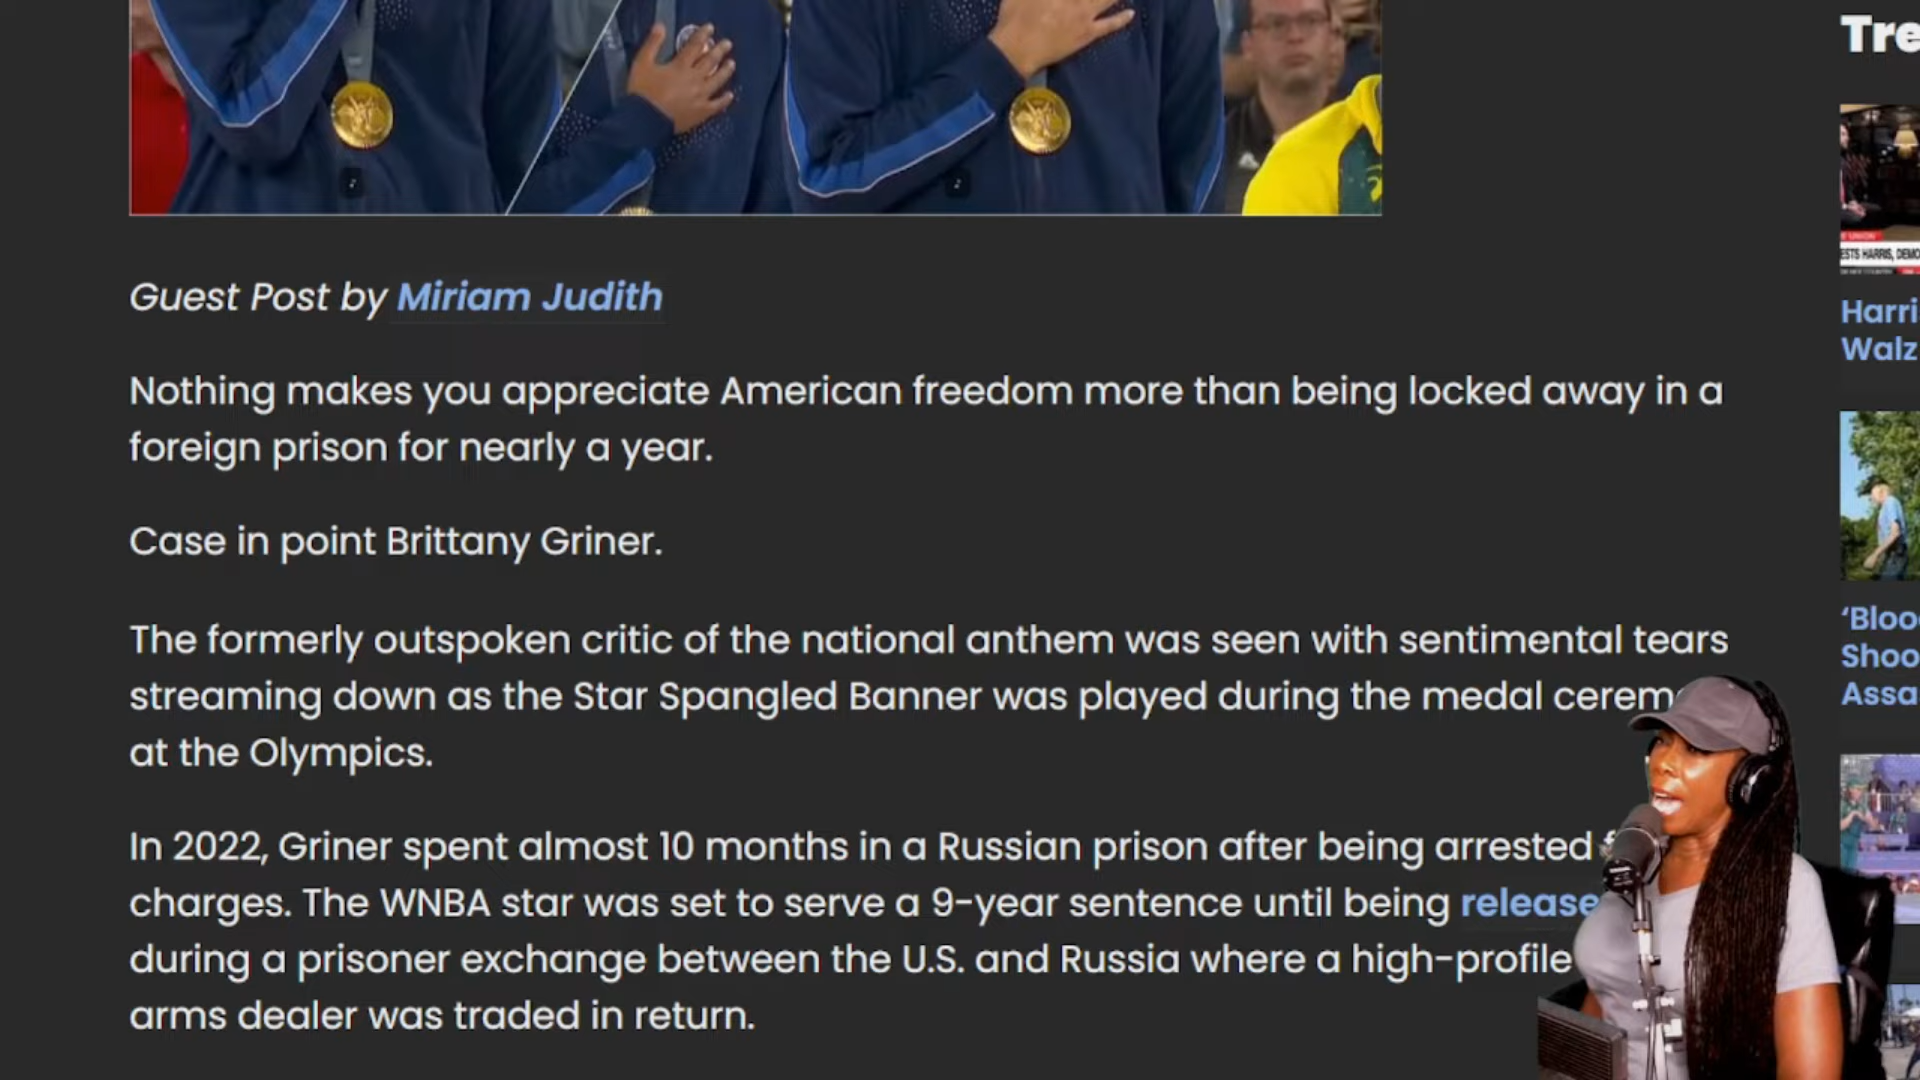 Guest Post by Miriam Judith
Nothing makes you appreciate American freedom more than being locked away in a
foreign prison for nearly a year.
Case in point Brittany Griner.
The formerly outspoken critic of the national anthem was seen with sentimental tears
streaming down as the Star Spangled Banner was played during the medal cerem
at the Olympics.
In 2022, Griner spent almost 10 months in a Russian prison after being arrested
charges. The WNBA star was set to serve a 9-year sentence until being release
during a prisoner exchange between the U.S. and Russia where a high-profile
arms dealer was traded in return.
Tre
E UNION
ESTS HARRIS, DEMO
Harri
Walz
‘Bloo
Shoo
Assa